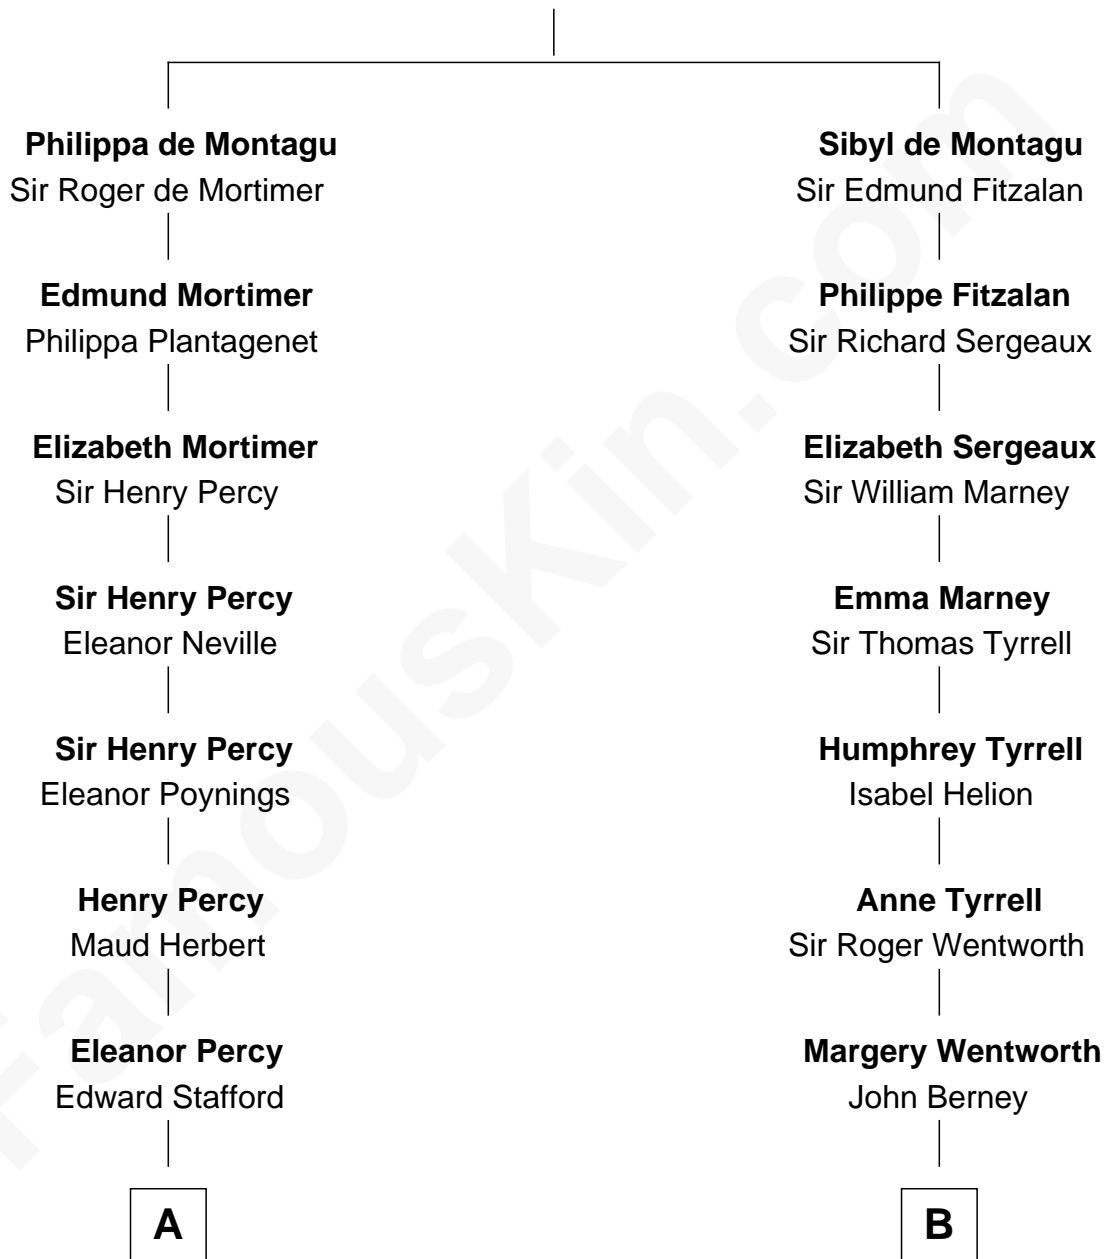 Philippa de Montagu
Sir Roger de Mortimer
Edmund Mortimer
Philippa Plantagenet
Elizabeth Mortimer
Sir Henry Percy
Sir Henry Percy
Eleanor Neville
Sir Henry Percy
Eleanor Poynings
Henry Percy
Maud Herbert
Eleanor Percy
Edward Stafford
A
Sibyl de Montagu
Sir Edmund Fitzalan
Philippe Fitzalan
Sir Richard Sergeaux
Elizabeth Sergeaux
Sir William Marney
Emma Marney
Sir Thomas Tyrrell
Humphrey Tyrrell
Isabel Helion
Anne Tyrrell
Sir Roger Wentworth
Margery Wentworth
John Berney
B
FamousKin.com